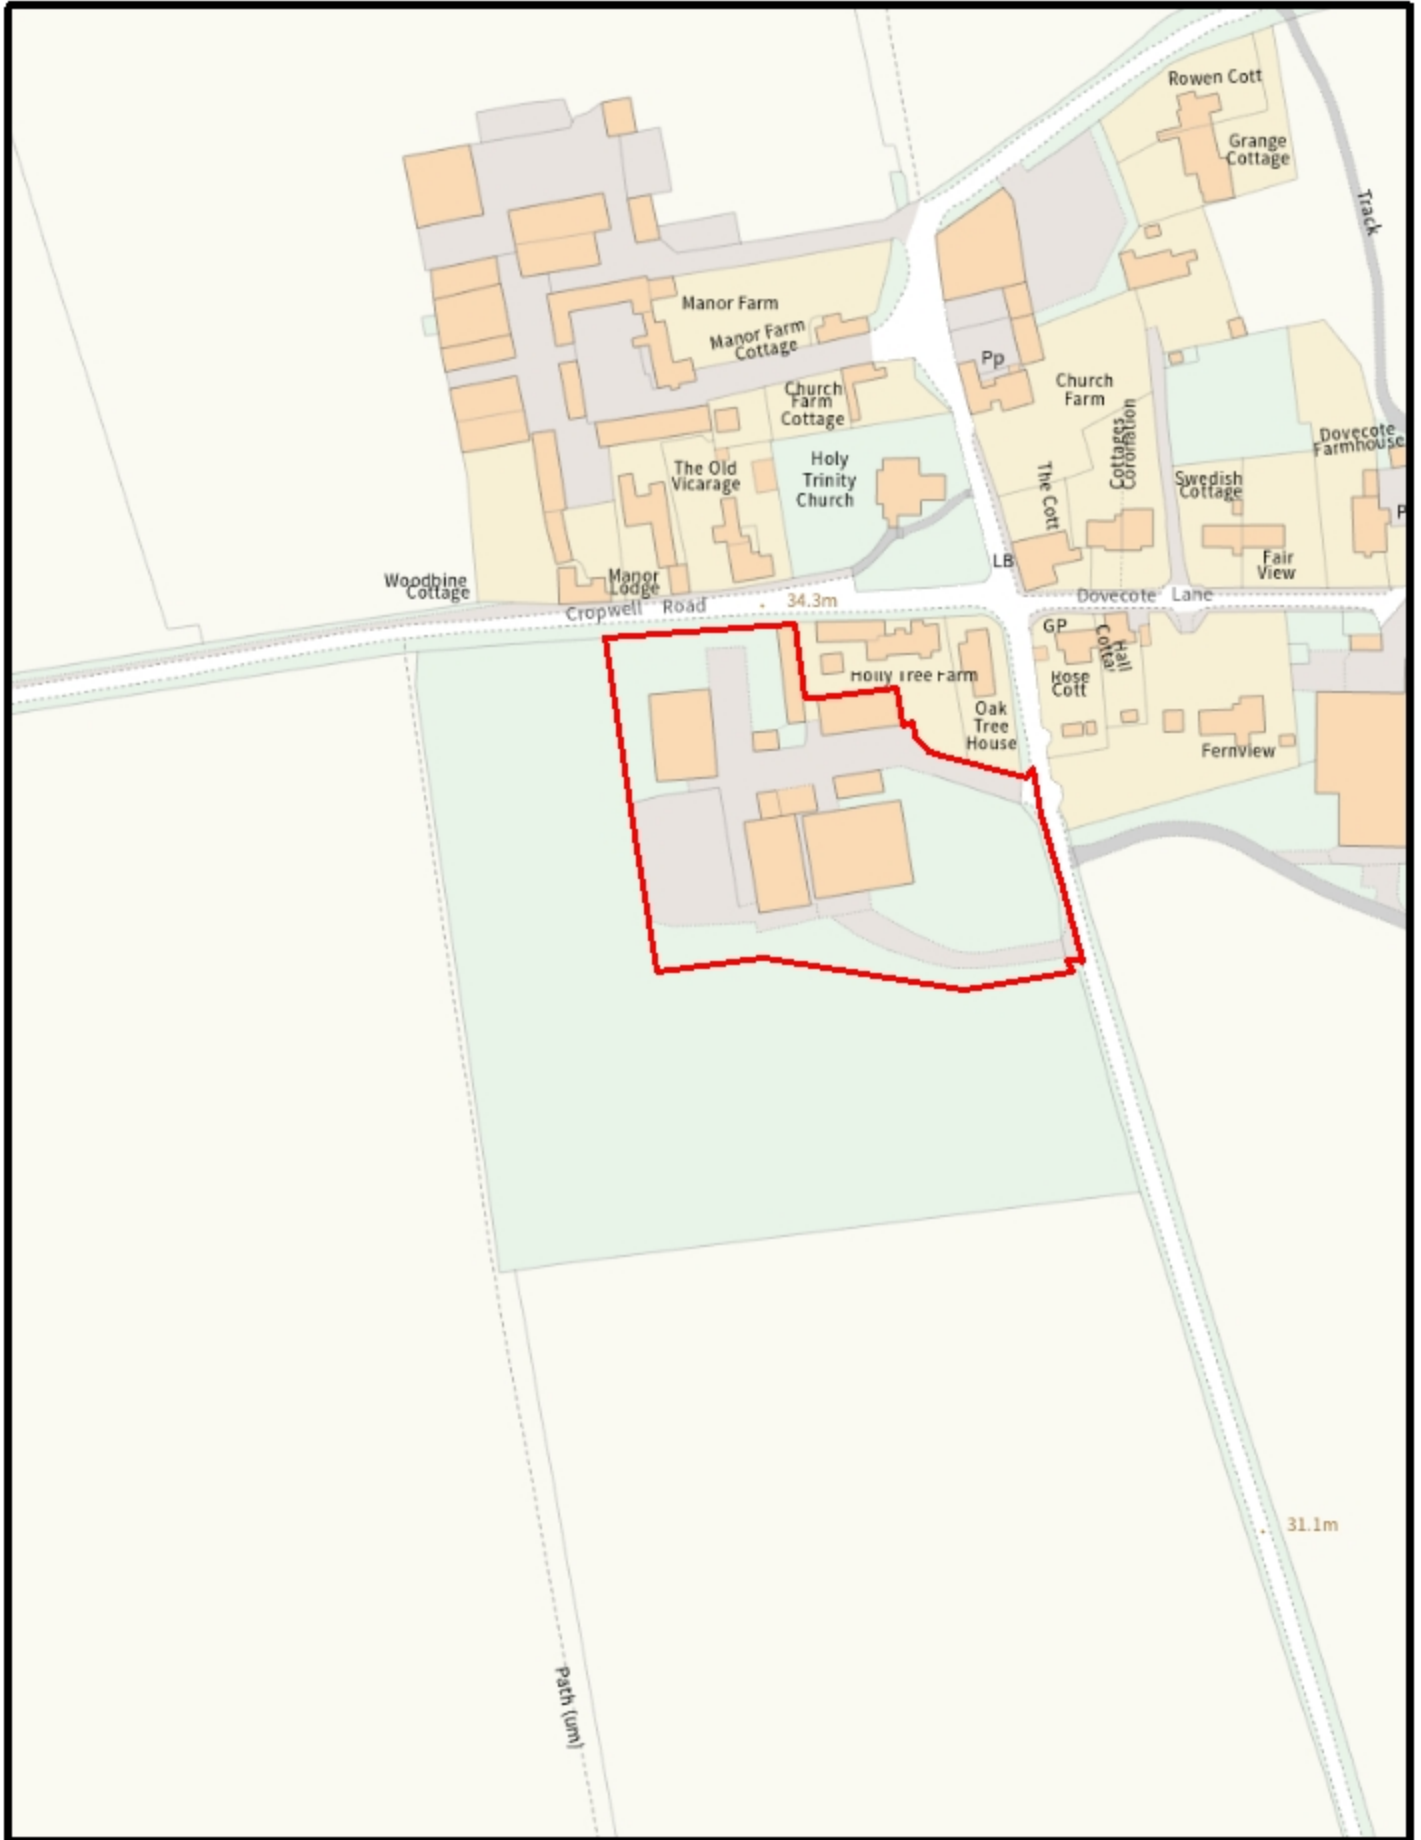 Rowen Cott
Grange
Cottage
Track
Manor Farm
Manor Farm
Cottage
Pp
Church
Farm
Church
Farm
Cottage
Cottages
Coronation
Dovecote
Farmhouse
The Old
Vicarage
Holy
Trinity
Church
The Cott
Swedish
Cottage
P
LB
Fair
View
Woodbine
Cottage
Manor
Lodge
Cropwell Road
34.3m
Dovecote Lane
GP
Hall
Holly Tree Farm
Rose
Cott
Oak
Tree
House
Fernview
31.1m
Path (um)